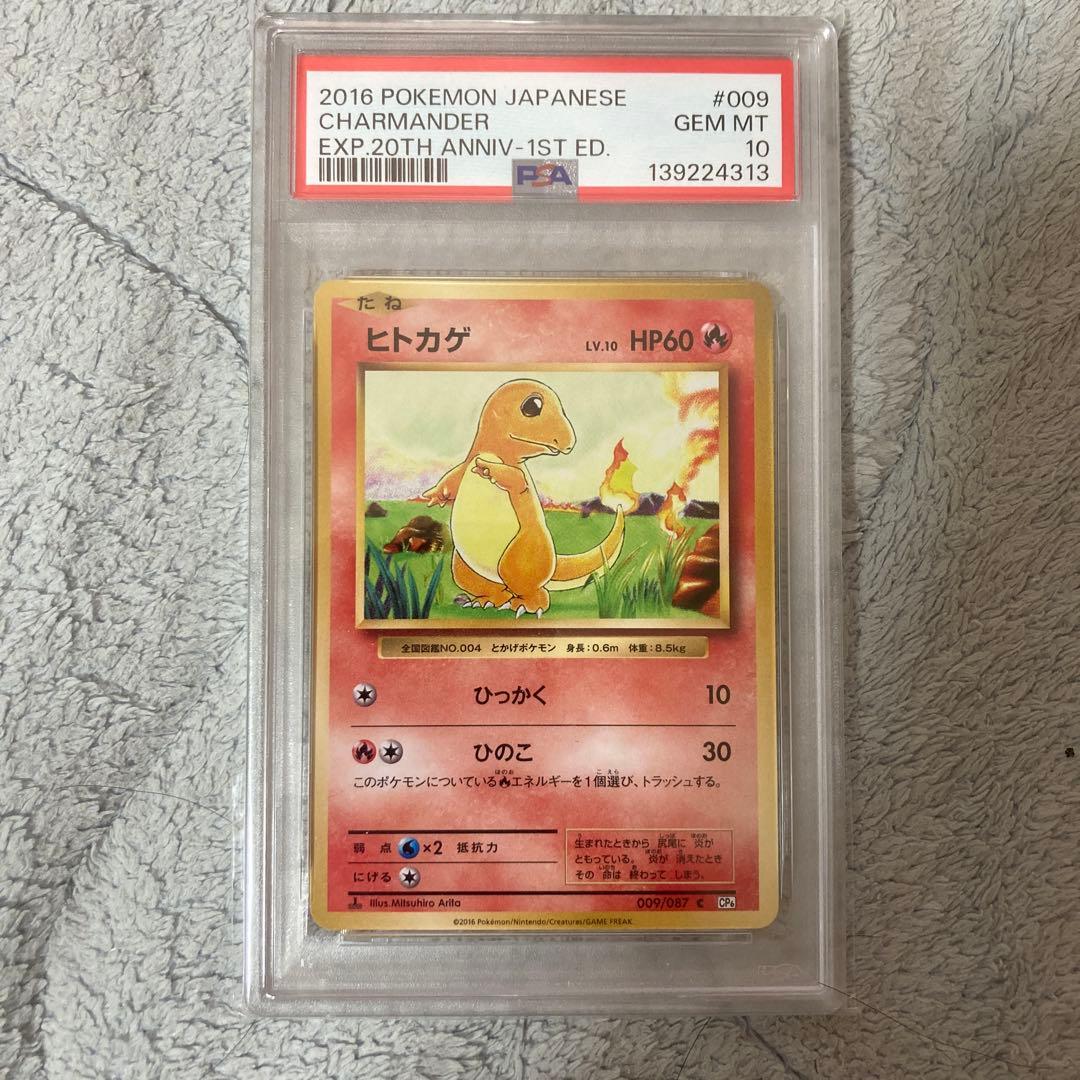 2016 POKEMON JAPANESE #009
CHARMANDER GEM MT
EXP.20TH ANNIV-1ST ED. 10
PSA 139224313
たね
ヒトカゲ LV.10 HP60
全国図鑑NO.004 とかげポケモン 身長:0.6m 体重:8.5kg
ひっかく 10
ひのこ 30
このポケモンについているエネルギーを1個選び、トラッシュする。
ほのお こえら
弱点 ×2 抵抗力
にげる
生まれたときから 尻尾に 炎が
ともっている。 炎が 消えたとき
その 命は 終わって しまう。
Illus.Mitsuhiro Arita 009/087 C CP6
©2016 Pokémon/Nintendo/Creatures/GAME FREAK.